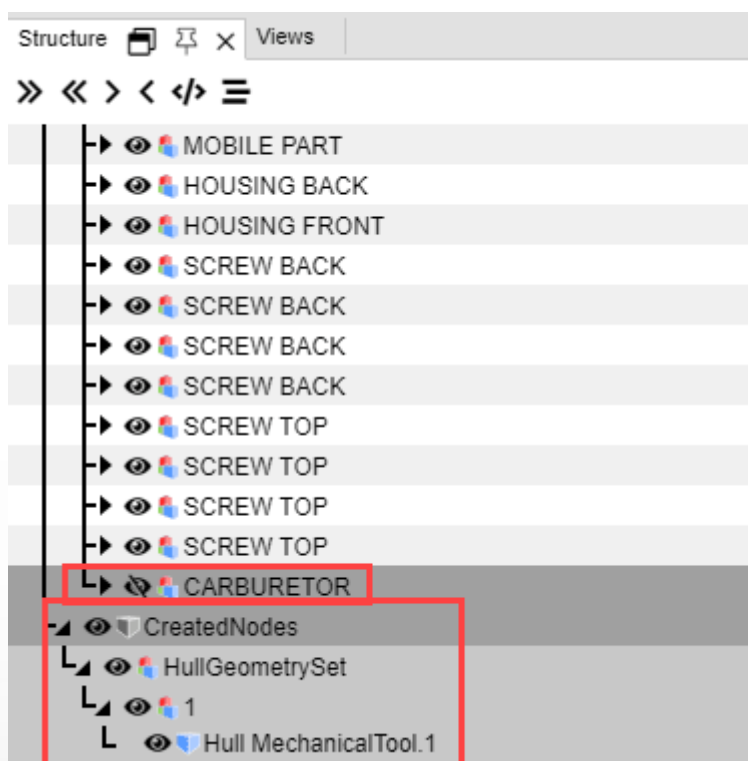 Structure Views
MOBILE PART
HOUSING BACK
HOUSING FRONT
SCREW BACK
SCREW BACK
SCREW BACK
SCREW BACK
SCREW TOP
SCREW TOP
SCREW TOP
SCREW TOP
CARBURETOR
CreatedNodes
HullGeometrySet
1
Hull MechanicalTool.1